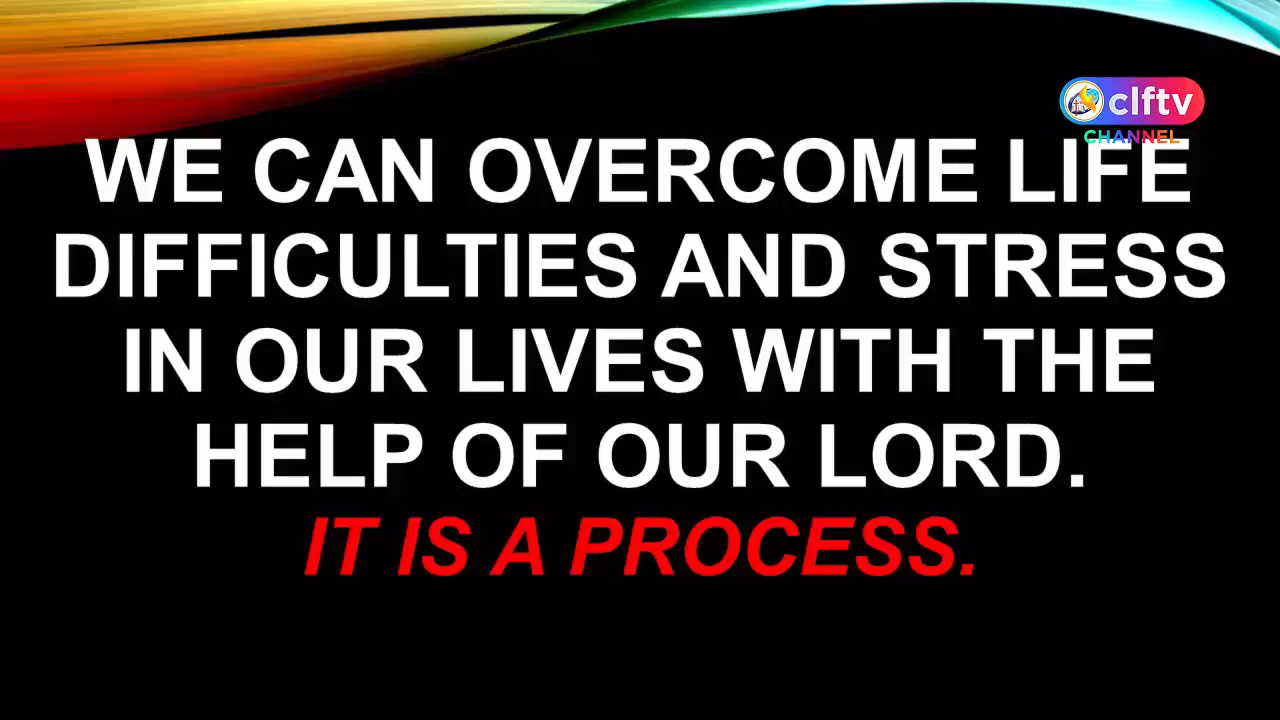 clftv
CHANNEL
WE CAN OVERCOME LIFE
DIFFICULTIES AND STRESS
IN OUR LIVES WITH THE
HELP OF OUR LORD.
IT IS A PROCESS.